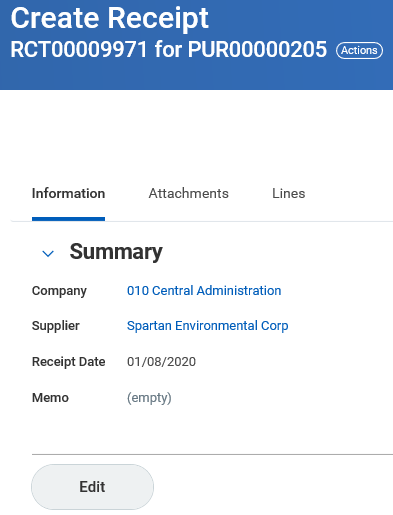 Create Receipt
RCT00009971 for PUR00000205 Actions
Information Attachments Lines
Summary
Company 010 Central Administration
Supplier Spartan Environmental Corp
Receipt Date 01/08/2020
Memo (empty)
Edit